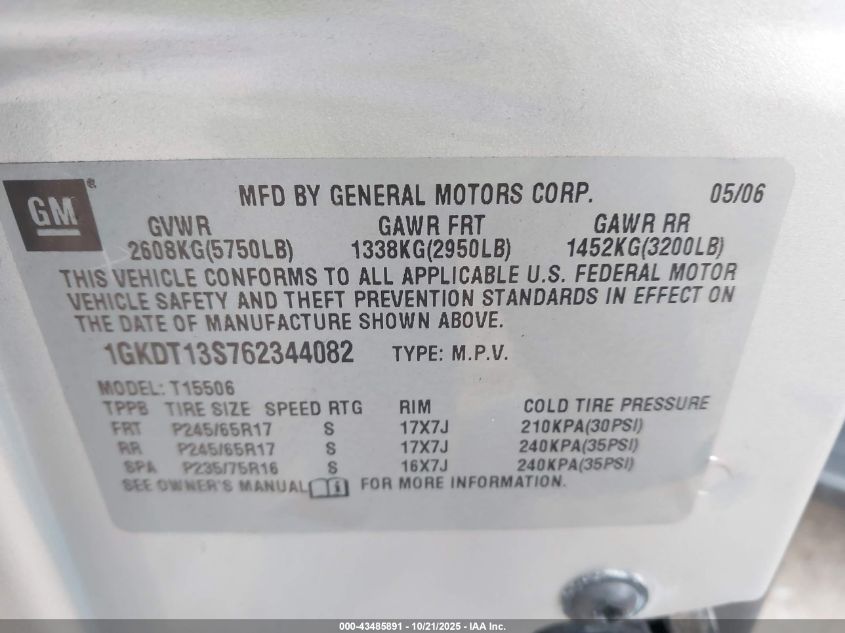 GM®
MFD BY GENERAL MOTORS CORP. 05/06
GVWR GAWR FRT GAWR RR
2608KG(5750LB) 1338KG(2950LB) 1452KG(3200LB)
THIS VEHICLE CONFORMS TO ALL APPLICABLE U.S. FEDERAL MOTOR
VEHICLE SAFETY AND THEFT PREVENTION STANDARDS IN EFFECT ON
THE DATE OF MANUFACTURE SHOWN ABOVE.
1GKDT13S762344082 TYPE: M.P.V.
MODEL: T15506
TPPB TIRE SIZE SPEED RTG RIM COLD TIRE PRESSURE
FRT P245/65R17 S 17X7J 210KPA(30PSI)
RR P245/65R17 S 17X7J 240KPA(35PSI)
SPA P235/75R16 S 16X7J 240KPA(35PSI)
SEE OWNER'S MANUAL FOR MORE INFORMATION.
000-43485891 - 10/21/2025 - IAA Inc.